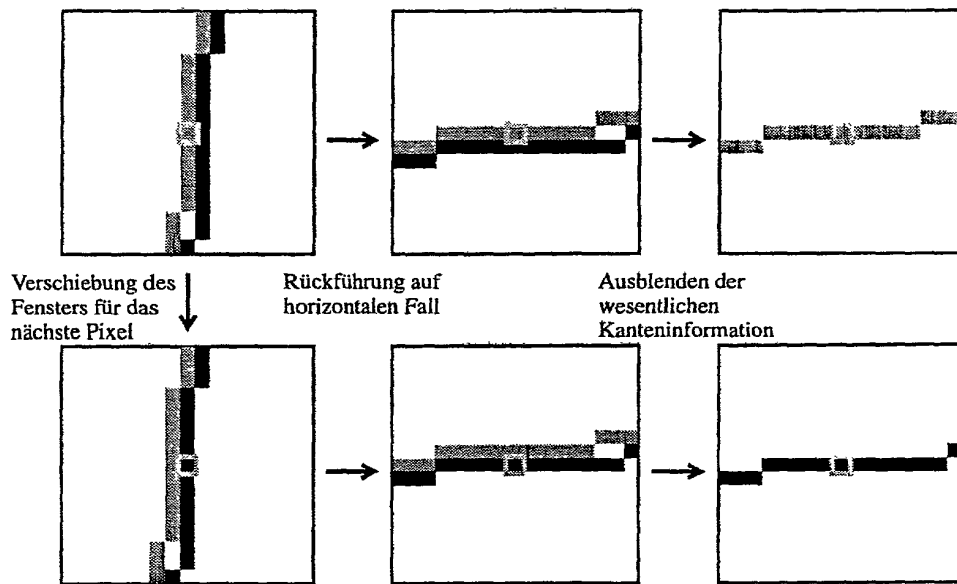 Verschiebung des
Fensters für das
nächste Pixel
Rückführung auf
horizontalen Fall
Ausblenden der
wesentlichen
Kanteninformation